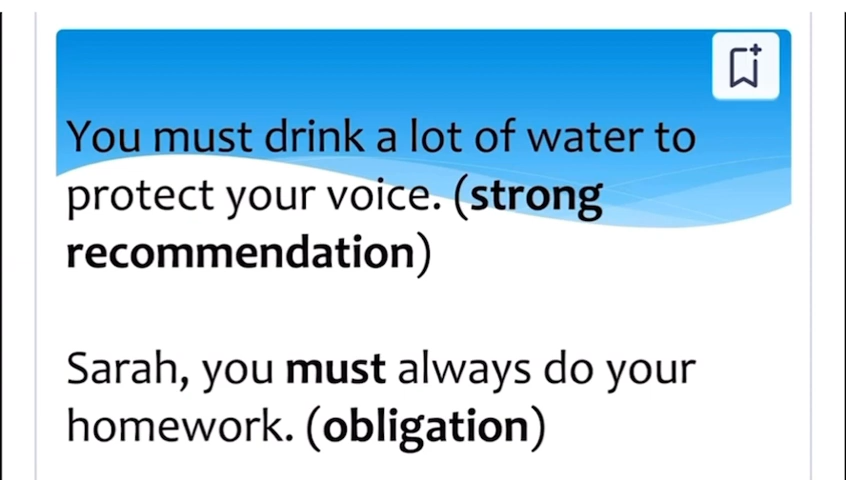 You must drink a lot of water to
protect your voice. (strong
recommendation)
Sarah, you must always do your
homework. (obligation)